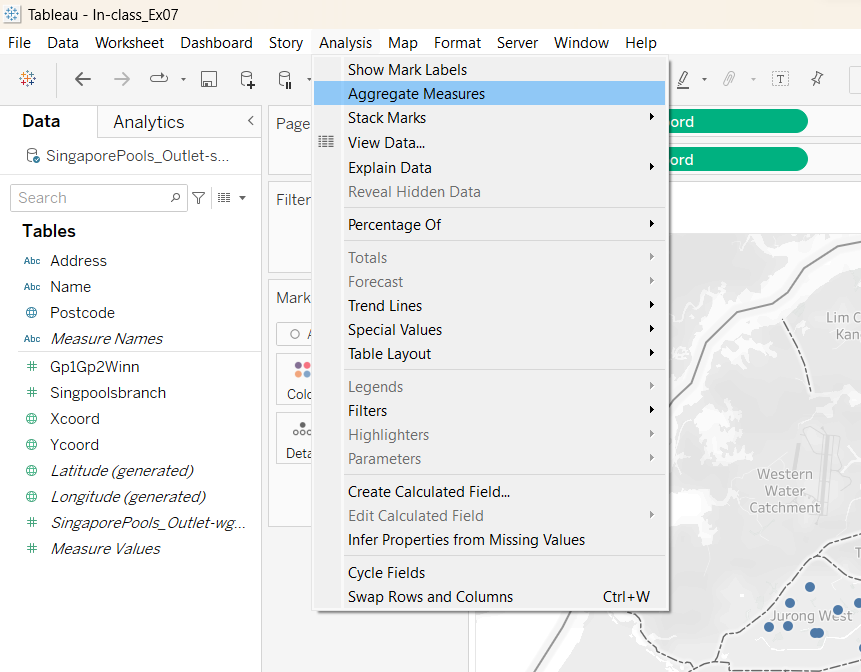 Tableau - In-class_Ex07
File Data Worksheet Dashboard Story Analysis Map Format Server Window Help
T
Data
Analytics
SingaporePools_Outlet-s...
Search
Tables
Abc Address
Abc Name
Postcode
Abc Measure Names
# Gp1Gp2Winn
# Singpoolsbranch
Xcoord
Ycoord
Latitude (generated)
Longitude (generated)
# SingaporePools_Outlet-wg...
# Measure Values
Page
Filter
Mark
A
Colo
Deta
Show Mark Labels
Aggregate Measures
Stack Marks
View Data...
Explain Data
Reveal Hidden Data
Percentage Of
Totals
Forecast
Trend Lines
Special Values
Table Layout
Legends
Filters
Highlighters
Parameters
Create Calculated Field...
Edit Calculated Field
Infer Properties from Missing Values
Cycle Fields
Swap Rows and Columns Ctrl+W
ord
ord
Lim C
Kan
Western
Water
Catchment
T
Jurong West